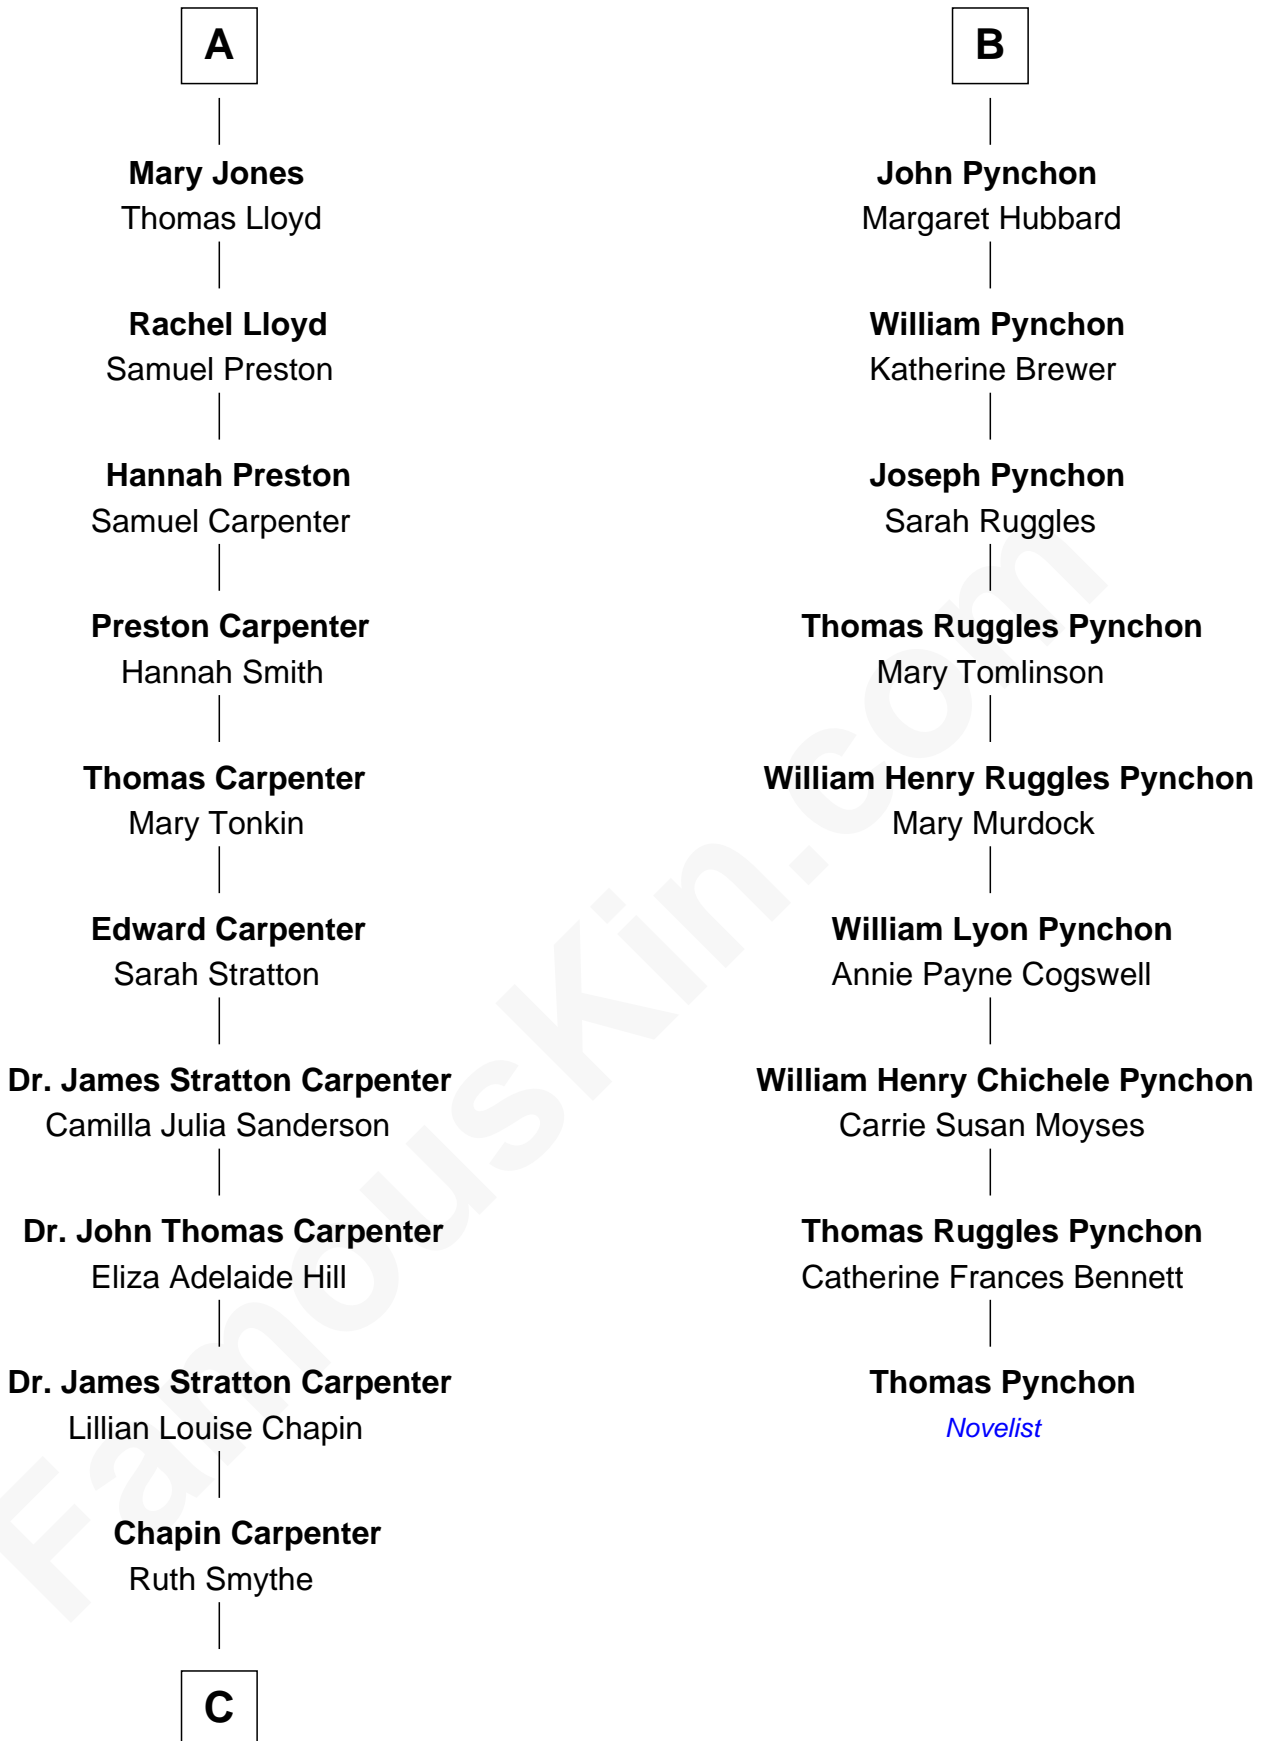 A
Mary Jones
Thomas Lloyd
Rachel Lloyd
Samuel Preston
Hannah Preston
Samuel Carpenter
Preston Carpenter
Hannah Smith
Thomas Carpenter
Mary Tonkin
Edward Carpenter
Sarah Stratton
Dr. James Stratton Carpenter
Camilla Julia Sanderson
Dr. John Thomas Carpenter
Eliza Adelaide Hill
Dr. James Stratton Carpenter
Lillian Louise Chapin
Chapin Carpenter
Ruth Smythe
C
B
John Pynchon
Margaret Hubbard
William Pynchon
Katherine Brewer
Joseph Pynchon
Sarah Ruggles
Thomas Ruggles Pynchon
Mary Tomlinson
William Henry Ruggles Pynchon
Mary Murdock
William Lyon Pynchon
Annie Payne Cogswell
William Henry Chichele Pynchon
Carrie Susan Moyses
Thomas Ruggles Pynchon
Catherine Frances Bennett
Thomas Pynchon
Novelist
FamousKin.com